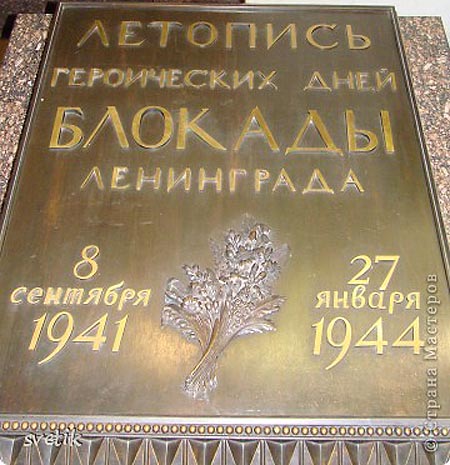 ЛЕТОПИСЬ
ГЕРОИЧЕСКИХ ДНЕЙ
БЛОКАДЫ
ЛЕНИНГРАДА
8
сентября
1941
27
января
1944
svetik
© Страна Мастеров